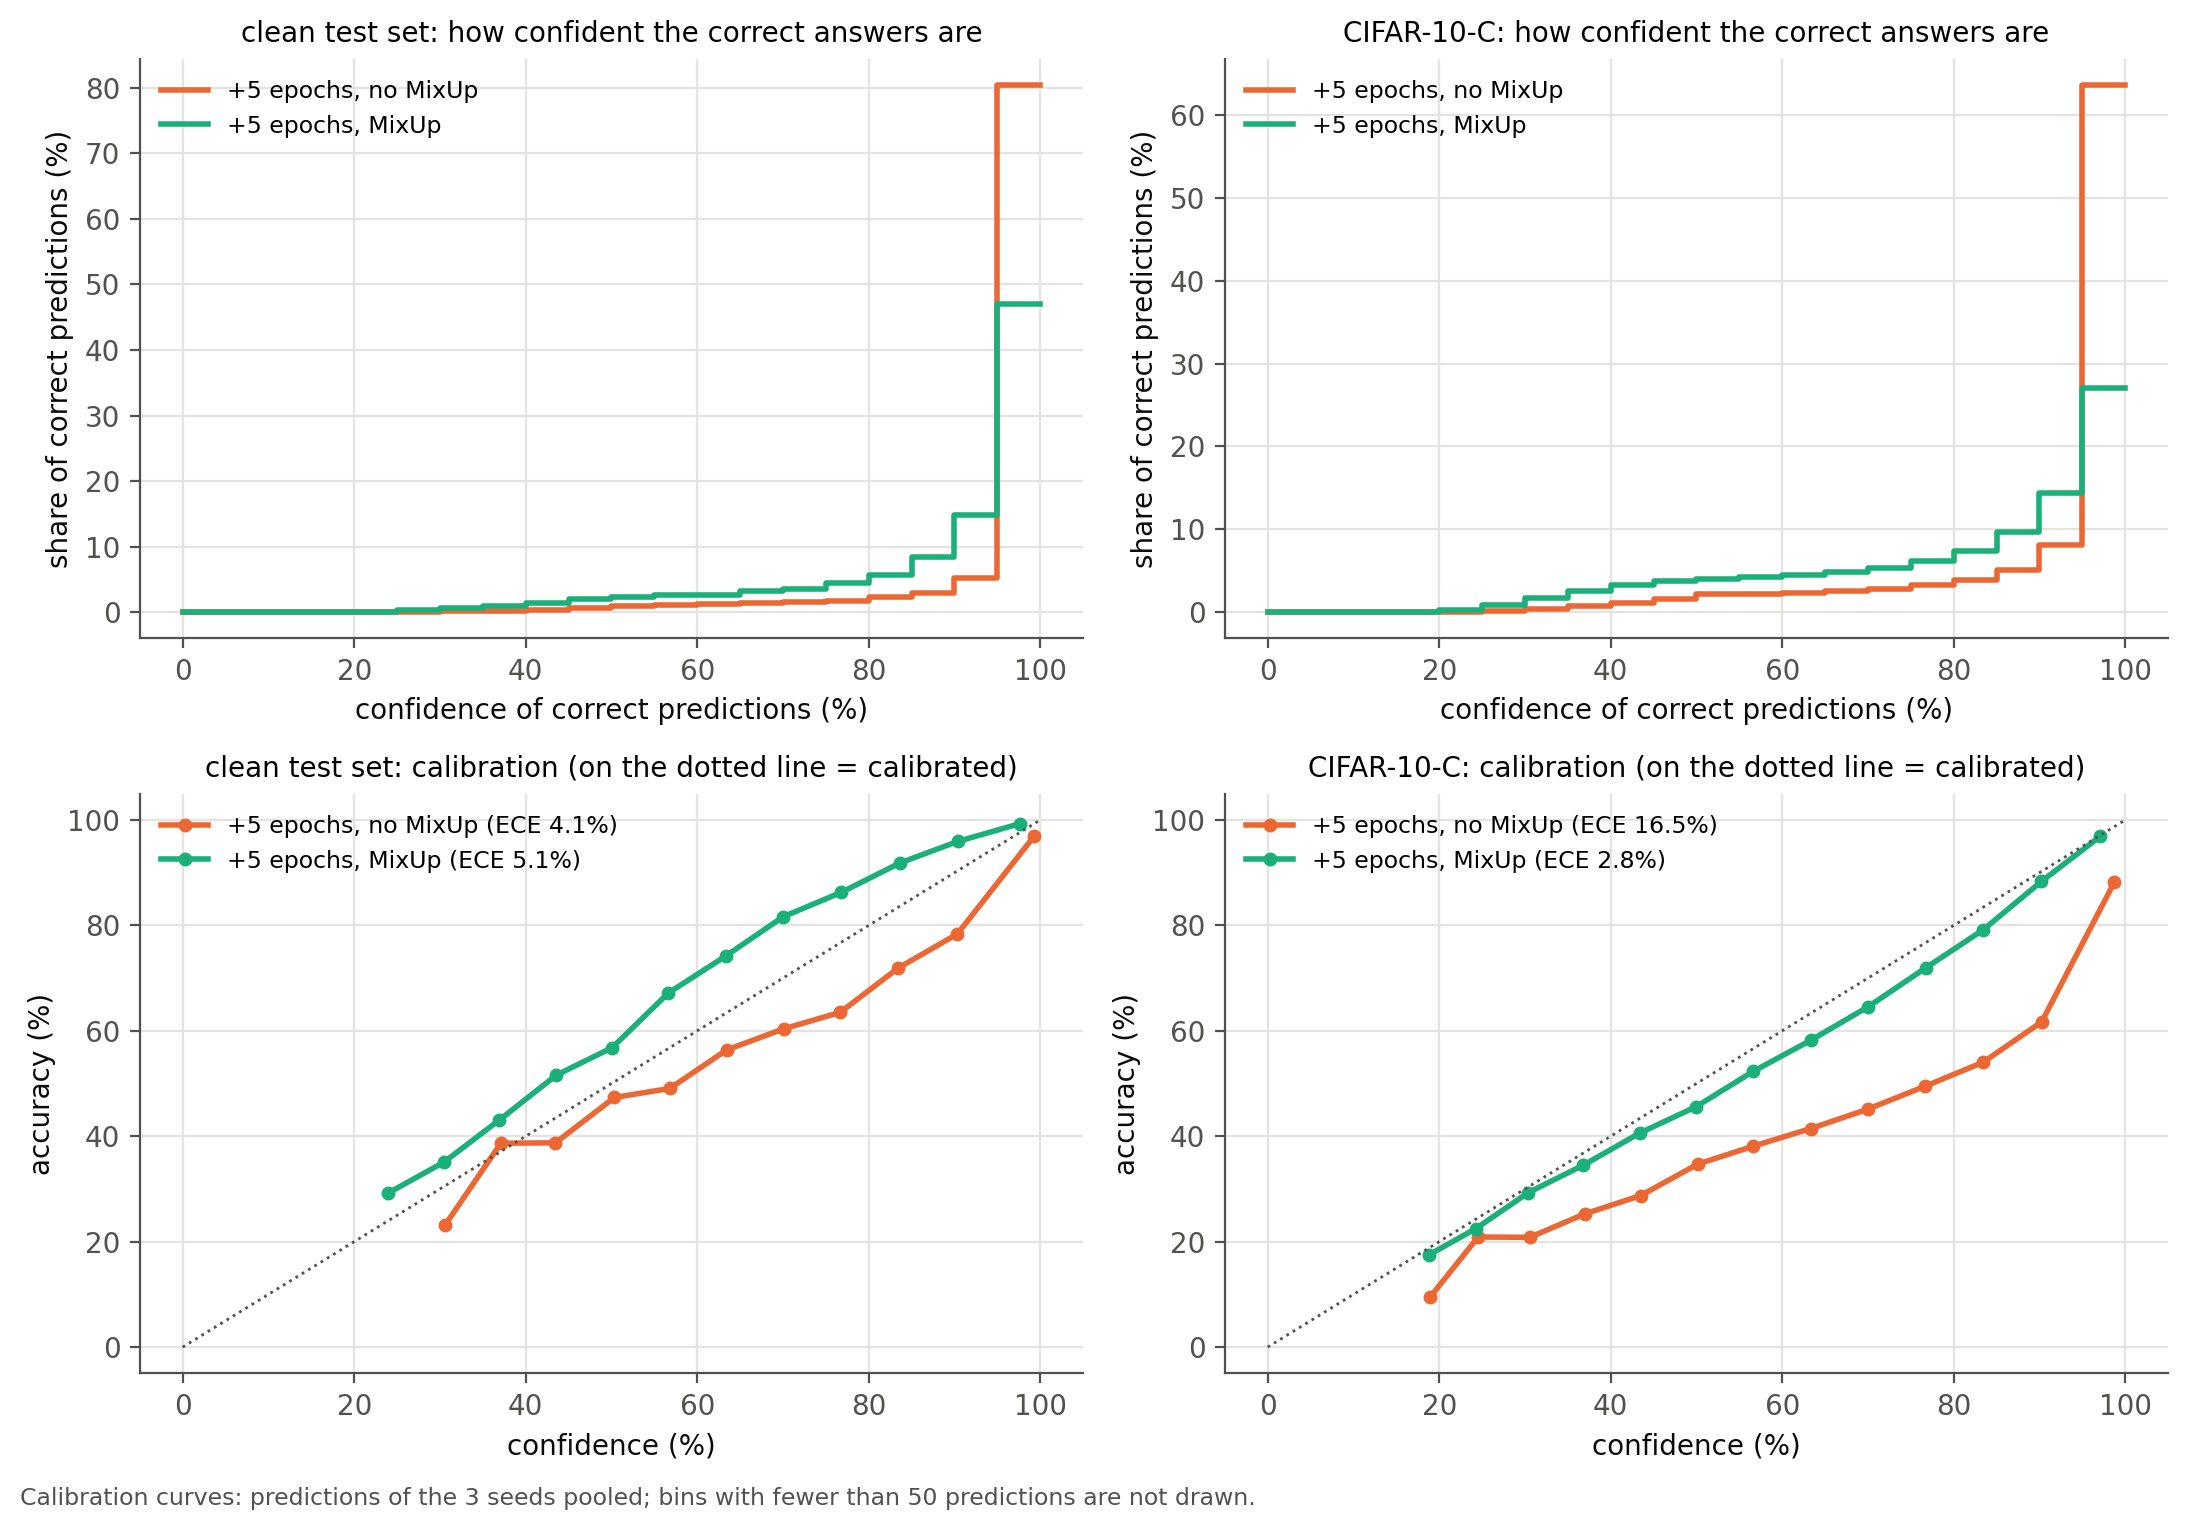 clean test set: how confident the correct answers are
+5 epochs, no MixUp
+5 epochs, MixUp
share of correct predictions (%)
80
70
60
50
40
30
20
10
0
0 20 40 60 80 100
confidence of correct predictions (%)
CIFAR-10-C: how confident the correct answers are
+5 epochs, no MixUp
+5 epochs, MixUp
share of correct predictions (%)
60
50
40
30
20
10
0
0 20 40 60 80 100
confidence of correct predictions (%)
clean test set: calibration (on the dotted line = calibrated)
+5 epochs, no MixUp (ECE 4.1%)
+5 epochs, MixUp (ECE 5.1%)
accuracy (%)
100
80
60
40
20
0
0 20 40 60 80 100
confidence (%)
CIFAR-10-C: calibration (on the dotted line = calibrated)
+5 epochs, no MixUp (ECE 16.5%)
+5 epochs, MixUp (ECE 2.8%)
accuracy (%)
100
80
60
40
20
0
0 20 40 60 80 100
confidence (%)
Calibration curves: predictions of the 3 seeds pooled; bins with fewer than 50 predictions are not drawn.